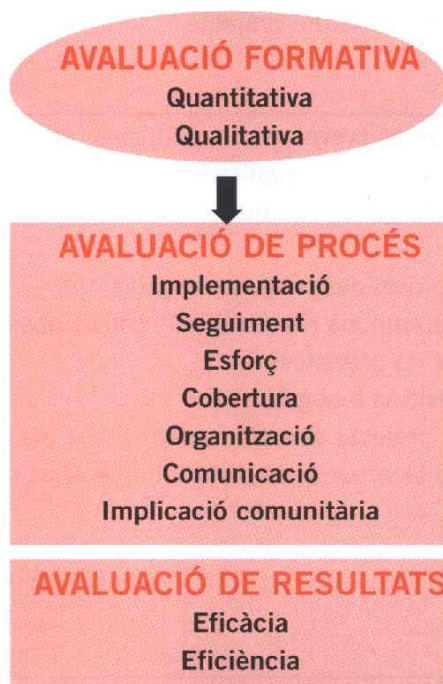 AVALUACIÓ FORMATIVA
Quantitativa
Qualitativa
AVALUACIÓ DE PROCÉS
Implementació
Seguiment
Esforç
Cobertura
Organització
Comunicació
Implicació comunitària
AVALUACIÓ DE RESULTATS
Eficàcia
Eficiència